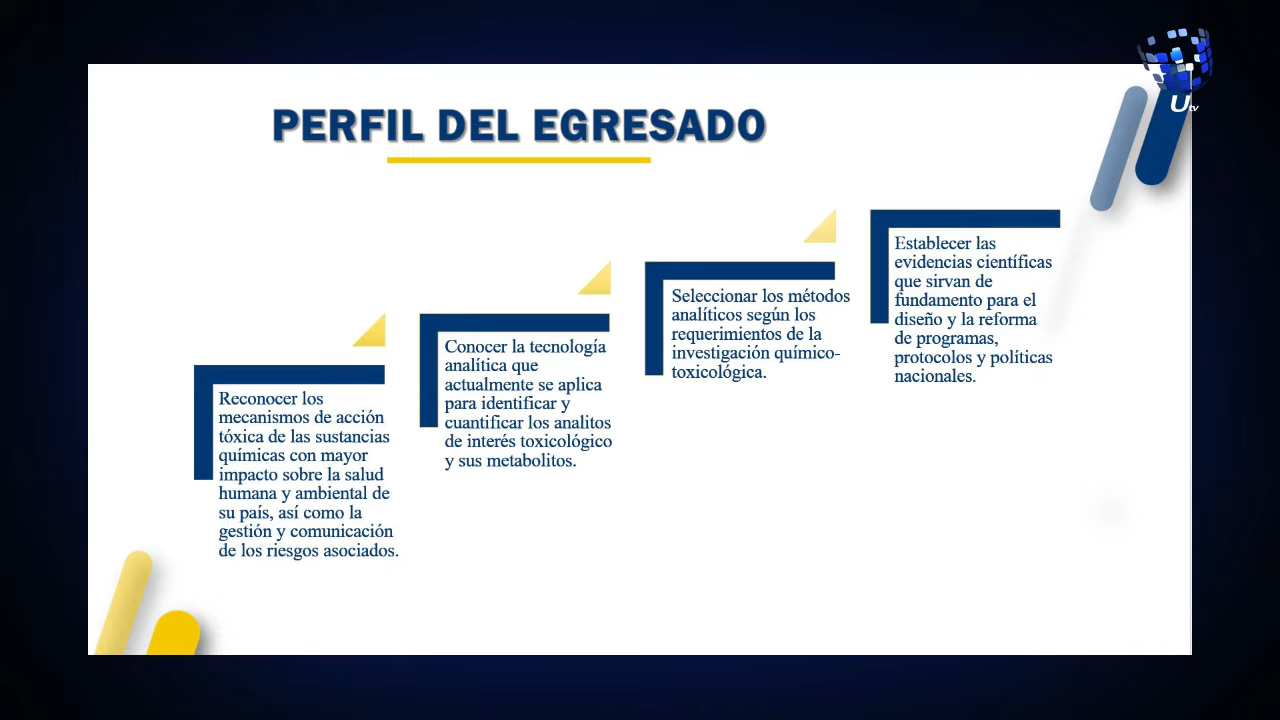 PERFIL DEL EGRESADO
Utv
Reconocer los
mecanismos de acción
tóxica de las sustancias
químicas con mayor
impacto sobre la salud
humana y ambiental de
su país, así como la
gestión y comunicación
de los riesgos asociados.
Conocer la tecnología
analítica que
actualmente se aplica
para identificar y
cuantificar los analitos
de interés toxicológico
y sus metabolitos.
Seleccionar los métodos
analíticos según los
requerimientos de la
investigación químico-
toxicológica.
Establecer las
evidencias científicas
que sirvan de
fundamento para el
diseño y la reforma
de programas,
protocolos y políticas
nacionales.